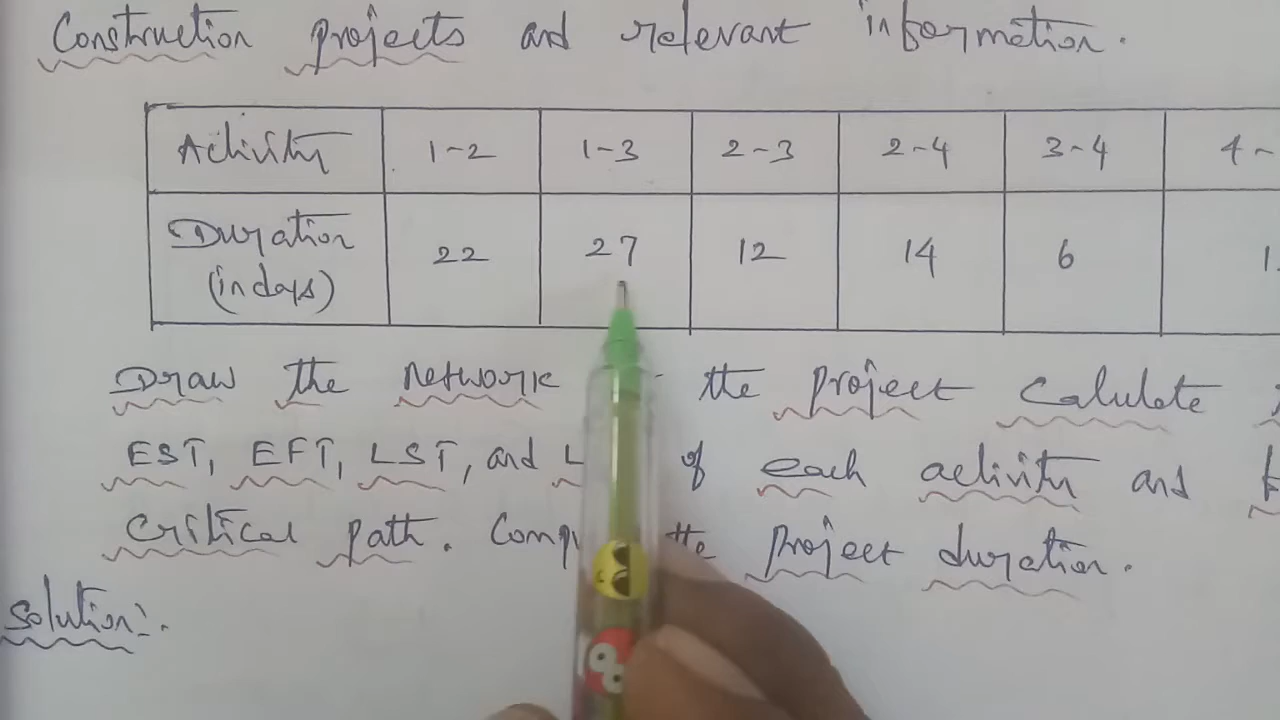 Construction projects and relevant information.
Activity 1-2 1-3 2-3 2-4 3-4 4-
Duration (in days) 22 27 12 14 6
Draw the Network the project Calulate
EST, EFT, LST, and of each activity and
Critical path. the project duration.
Solution:.